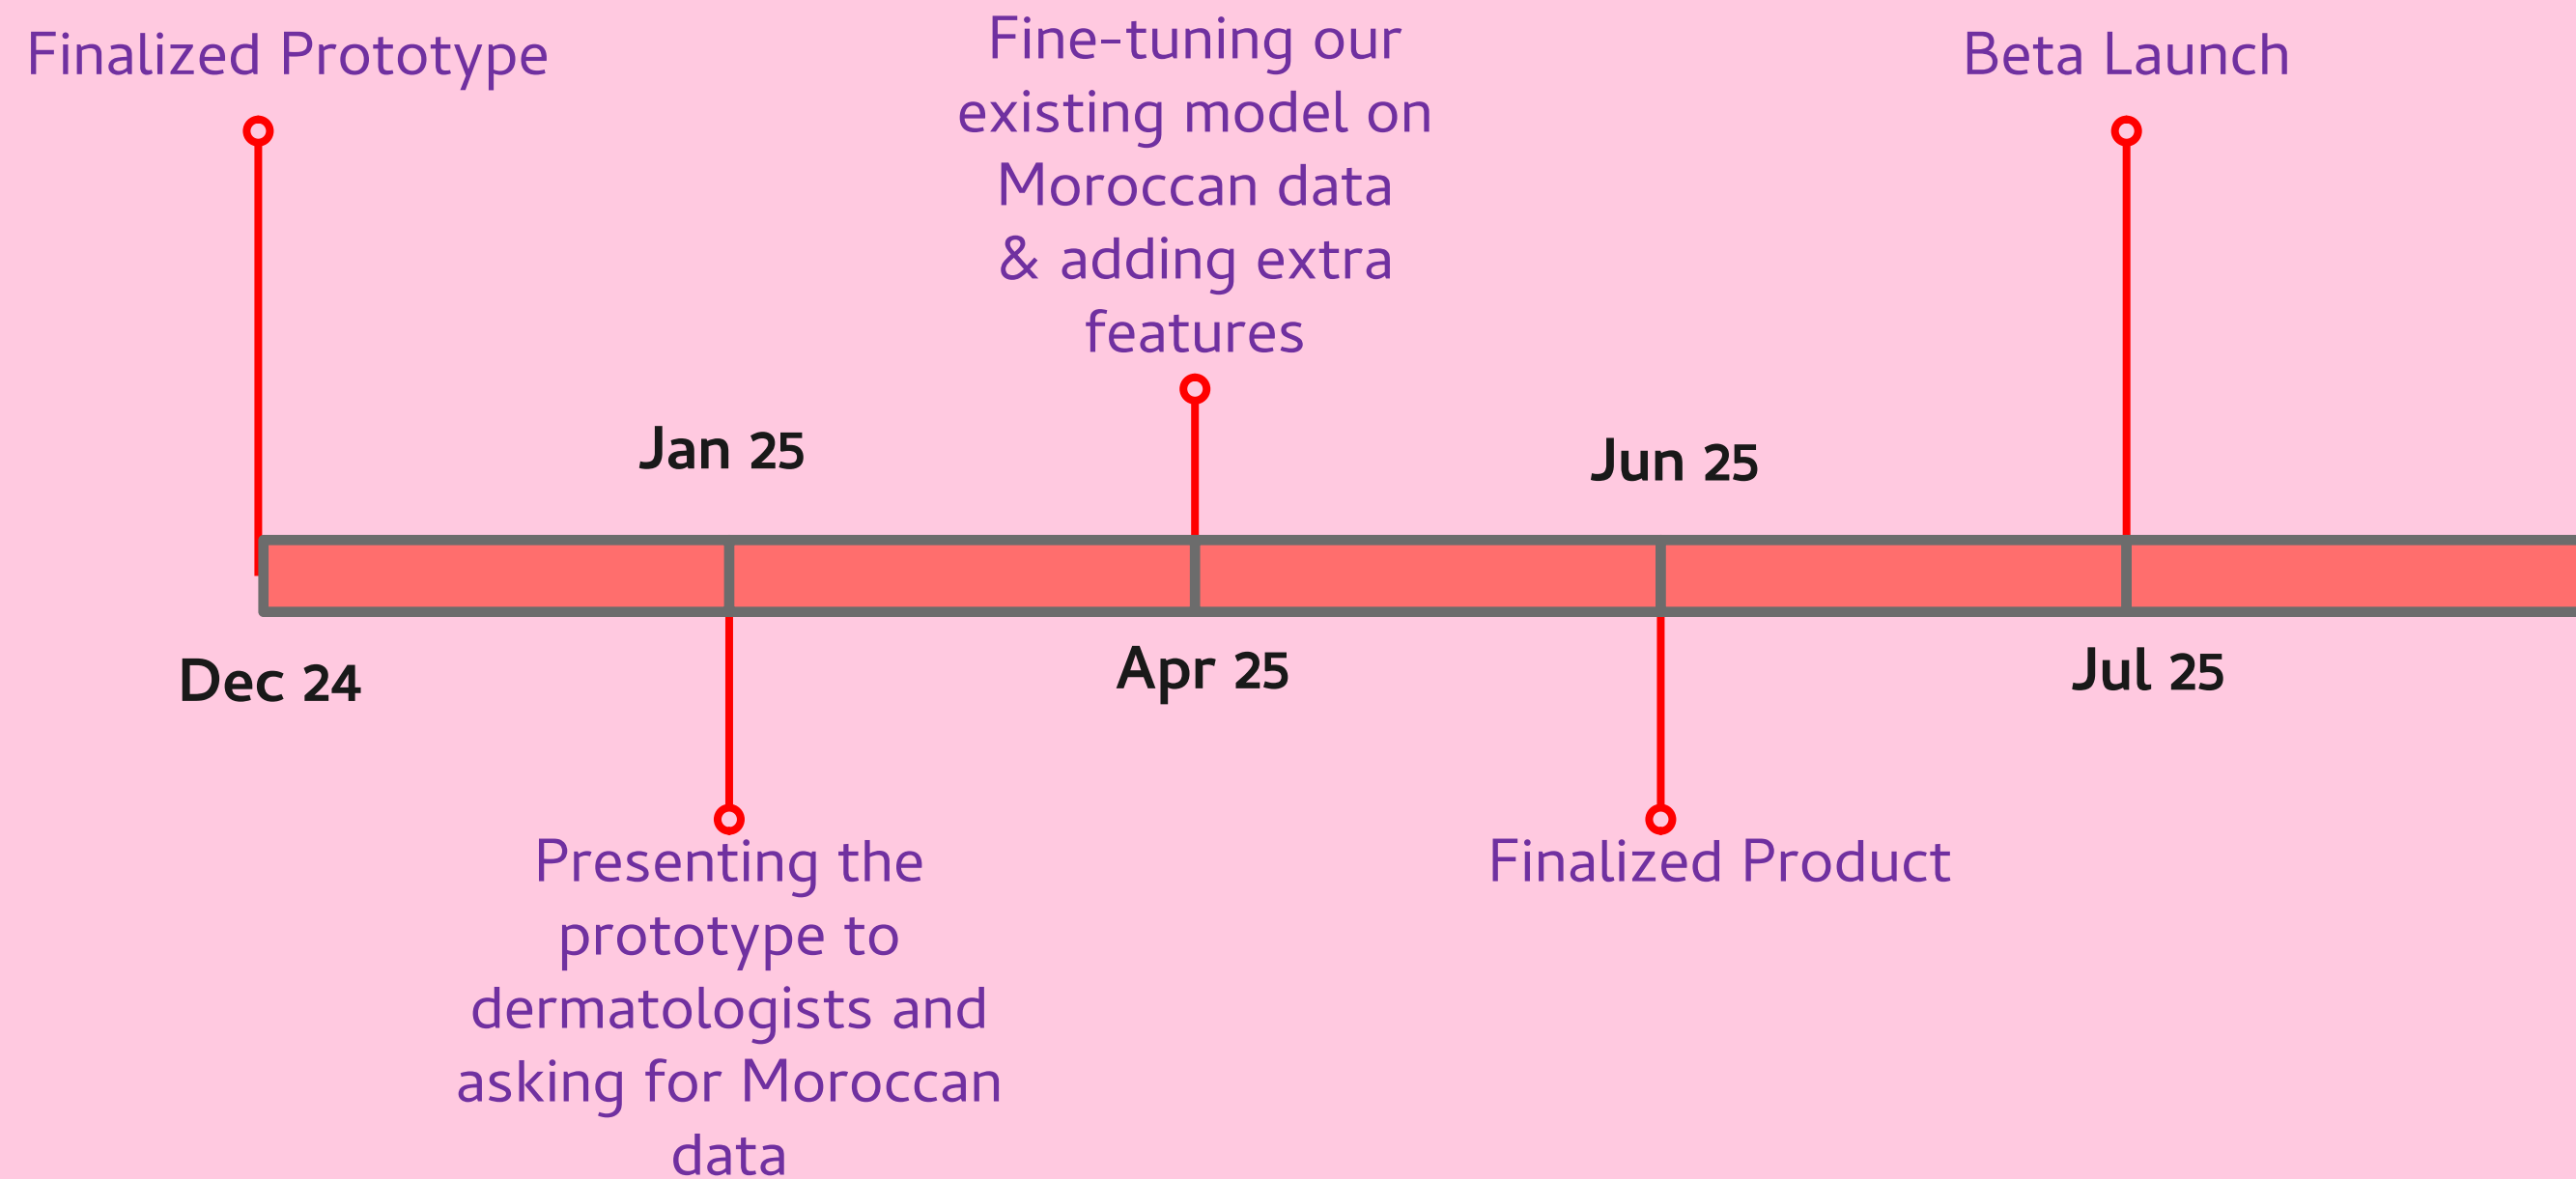 Finalized Prototype
Fine-tuning our
existing model on
Moroccan data
& adding extra
features
Beta Launch
Jan 25
Jun 25
Dec 24
Apr 25
Jul 25
Presenting the
prototype to
dermatologists and
asking for Moroccan
data
Finalized Product